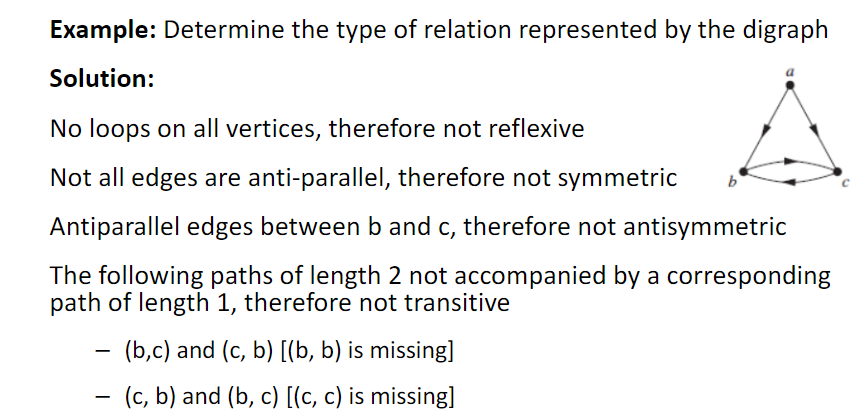 Example: Determine the type of relation represented by the digraph
Solution:
a
No loops on all vertices, therefore not reflexive
Not all edges are anti-parallel, therefore not symmetric
b
c
Antiparallel edges between b and c, therefore not antisymmetric
The following paths of length 2 not accompanied by a corresponding
path of length 1, therefore not transitive
– (b,c) and (c, b) [(b, b) is missing]
– (c, b) and (b, c) [(c, c) is missing]